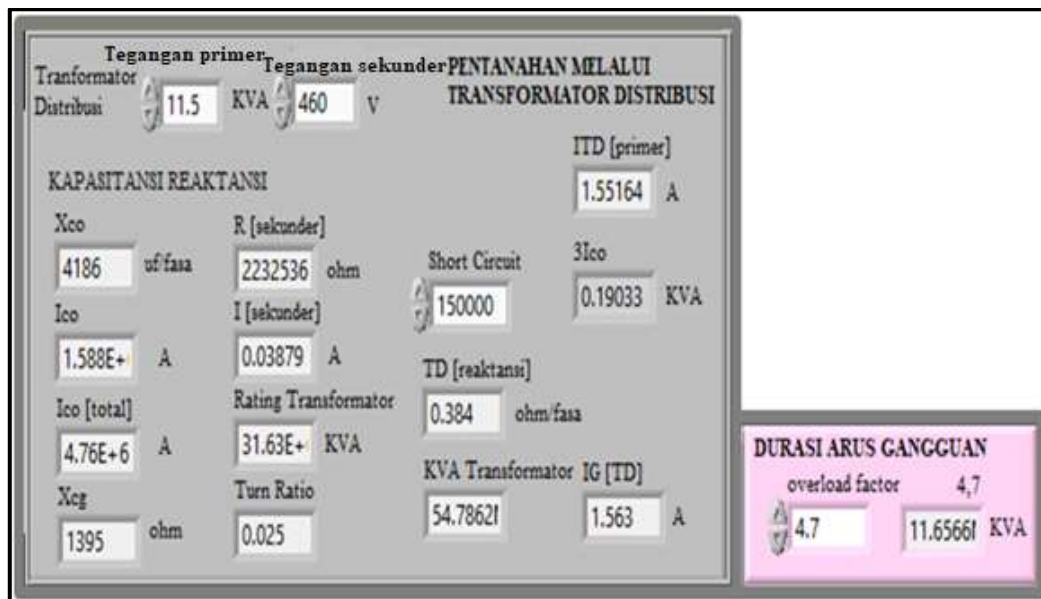 Tegangan primer
Tegangan sekunder
PENTANAHAN MELALUI
TRANSFORMATOR DISTRIBUSI
Tranformator
Distribusi
11.5 KVA
460 V
ITD [primer]
1.55164 A
KAPASITANSI REAKTANSI
Xco
4186 uf/fasa
R [sekunder]
2232536 ohm
Short Circuit
150000
3Ico
0.19033 KVA
Ico
1.588E+ A
I [sekunder]
0.03879 A
TD [reaktansi]
0.384 ohm/fasa
Ico [total]
4.76E+6 A
Rating Transformator
31.63E+ KVA
KVA Transformator
54.7862
IG [TD]
1.563 A
Xcg
1395 ohm
Turn Ratio
0.025
DURASI ARUS GANGGUAN
overload factor 4,7
4.7
11.6566 KVA